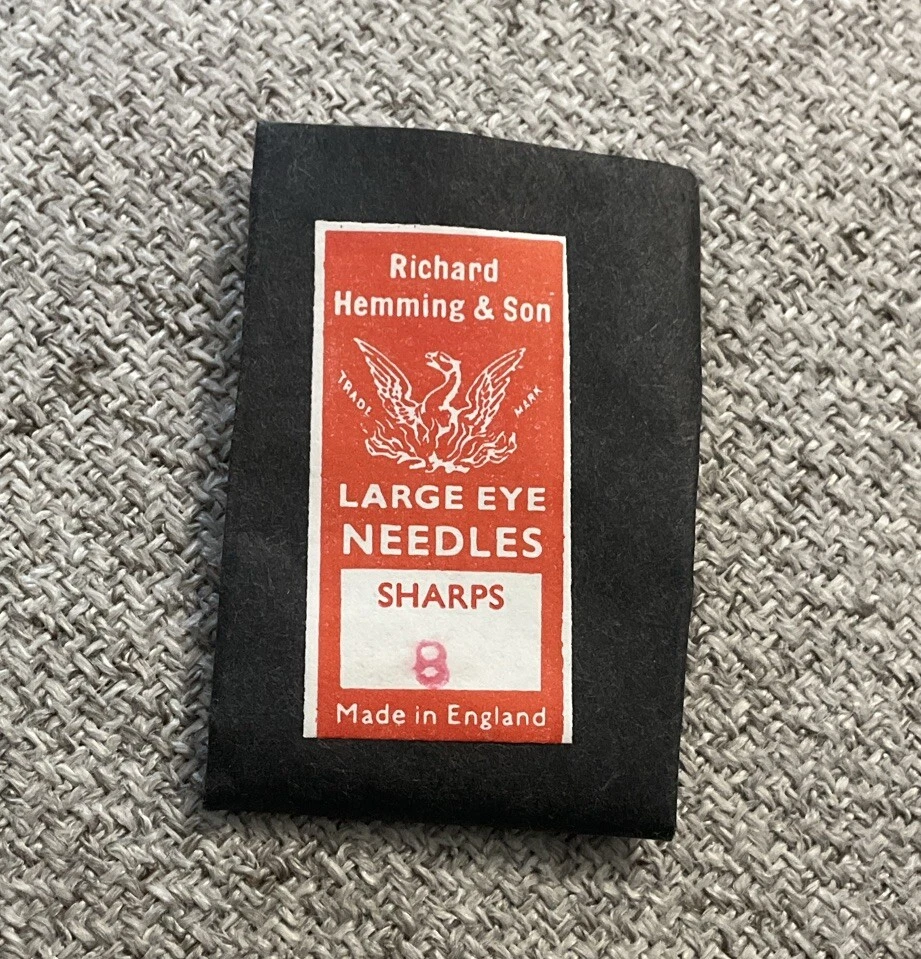 Richard
Hemming & Son
TRADE MARK
LARGE EYE
NEEDLES
SHARPS
8
Made in England